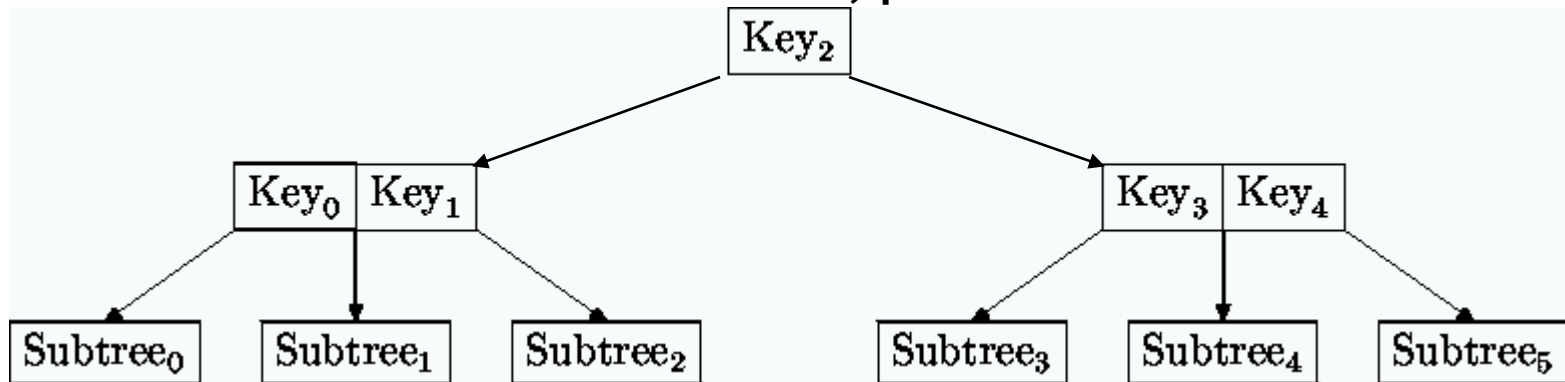 Key₂
Key₀ Key₁ Key₃ Key₄
Subtree₀ Subtree₁ Subtree₂ Subtree₃ Subtree₄ Subtree₅